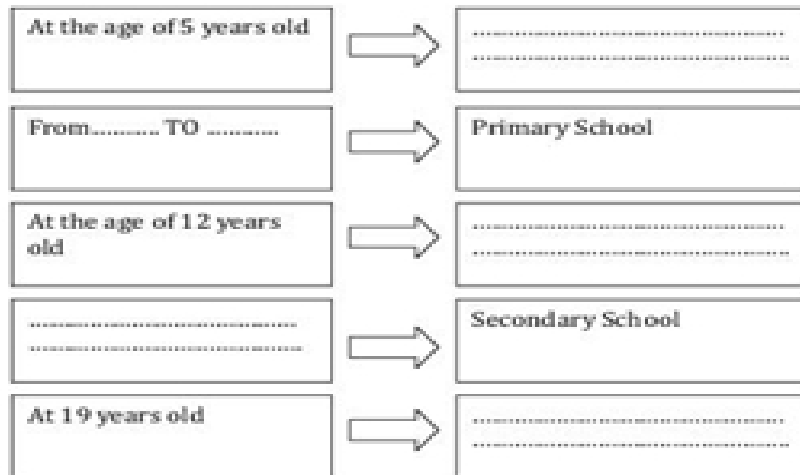 At the age of 5 years old
From........... TO ............
Primary School
At the age of 12 years
old
Secondary School
At 19 years old